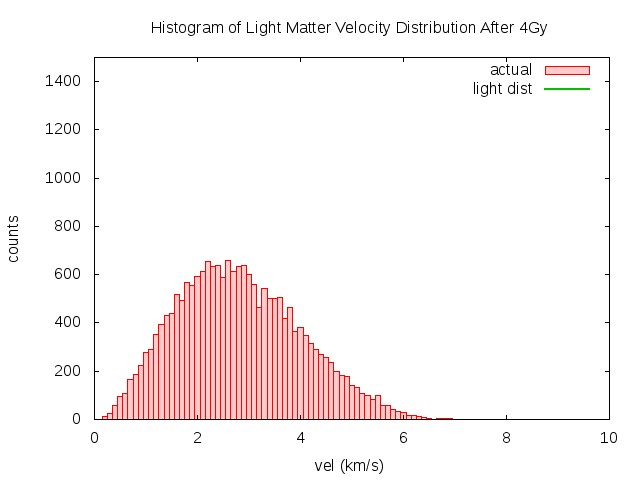 Histogram of Light Matter Velocity Distribution After 4Gy
actual
light dist
1400
1200
1000
800
600
400
200
0
counts
0 2 4 6 8 10
vel (km/s)